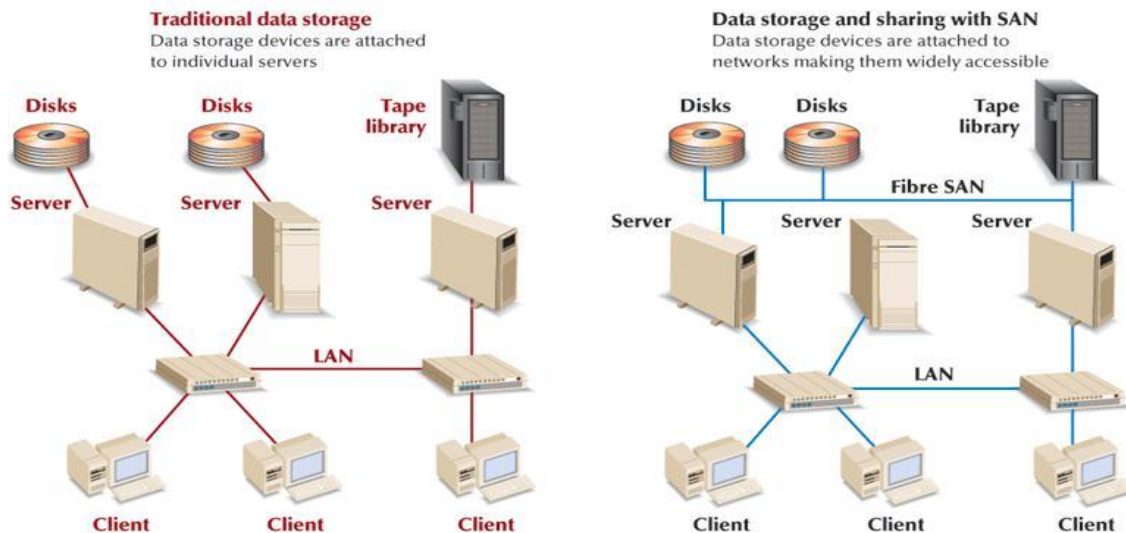 Traditional data storage
Data storage devices are attached
to individual servers
Disks
Disks
Tape
library
Server
Server
Server
LAN
Client
Client
Client
Data storage and sharing with SAN
Data storage devices are attached to
networks making them widely accessible
Disks
Disks
Tape
library
Fibre SAN
Server
Server
Server
LAN
Client
Client
Client